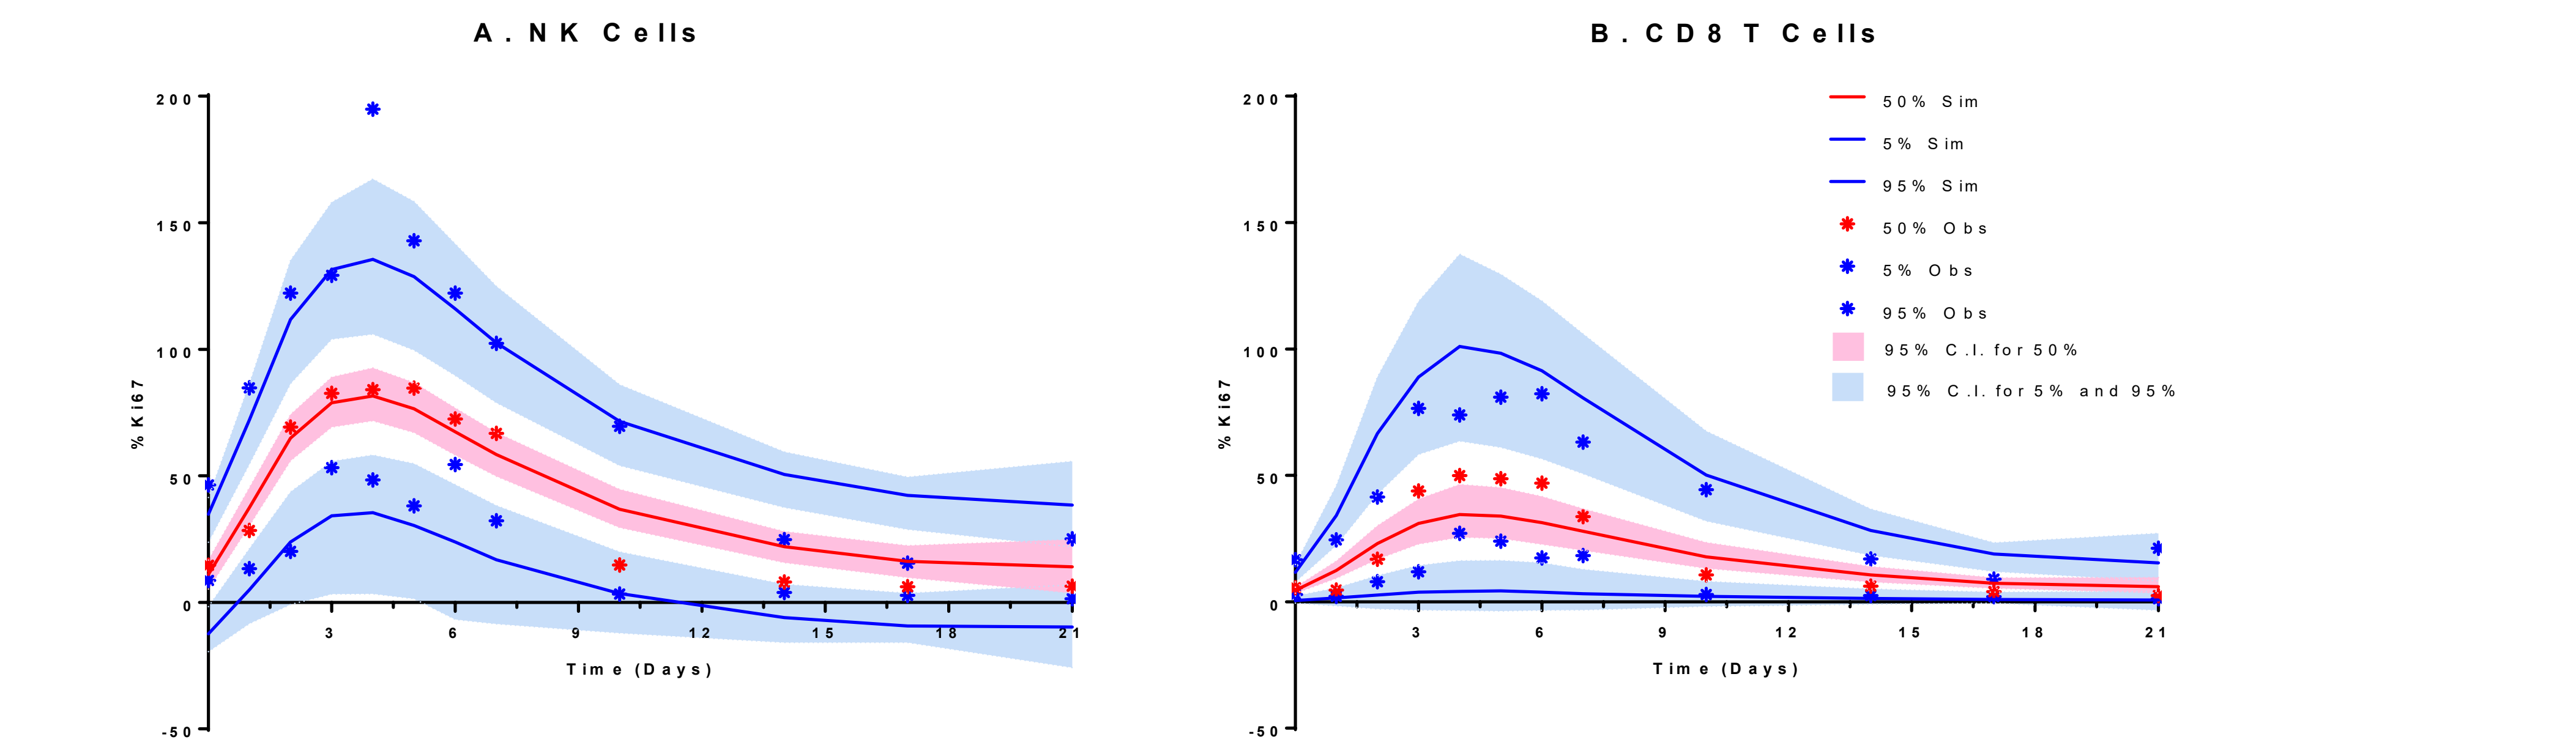 A. NK Cells
200
150
100
50
0
-50
3
6
9
12
15
18
21
%Ki67
Time (Days)
B. CD8 T Cells
200
150
100
50
0
-50
3
6
9
12
15
18
21
%Ki67
Time (Days)
50% Sim
5% Sim
95% Sim
50% Obs
5% Obs
95% Obs
95% C.I. for 50%
95% C.I. for 5% and 95%